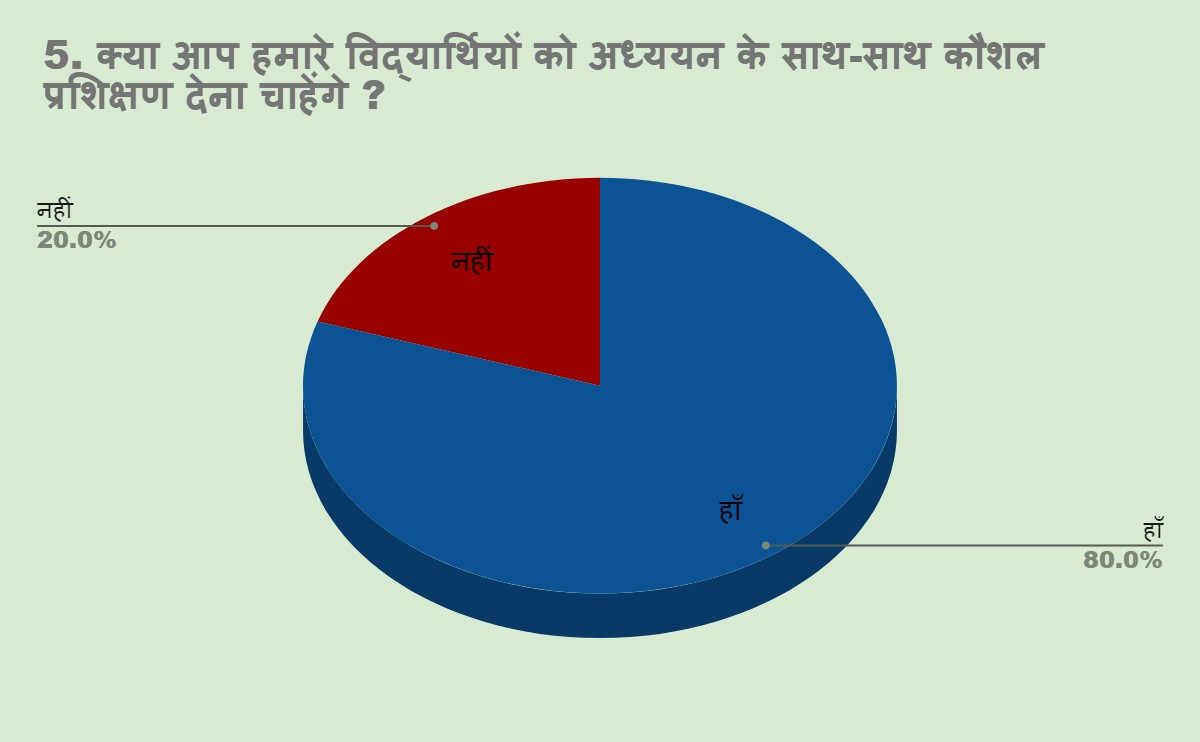 5. क्या आप हमारे विद्यार्थियों को अध्ययन के साथ-साथ कौशल
प्रशिक्षण देना चाहेंगे ?
नहीं
20.0%
नहीं
हाँ
हाँ
80.0%